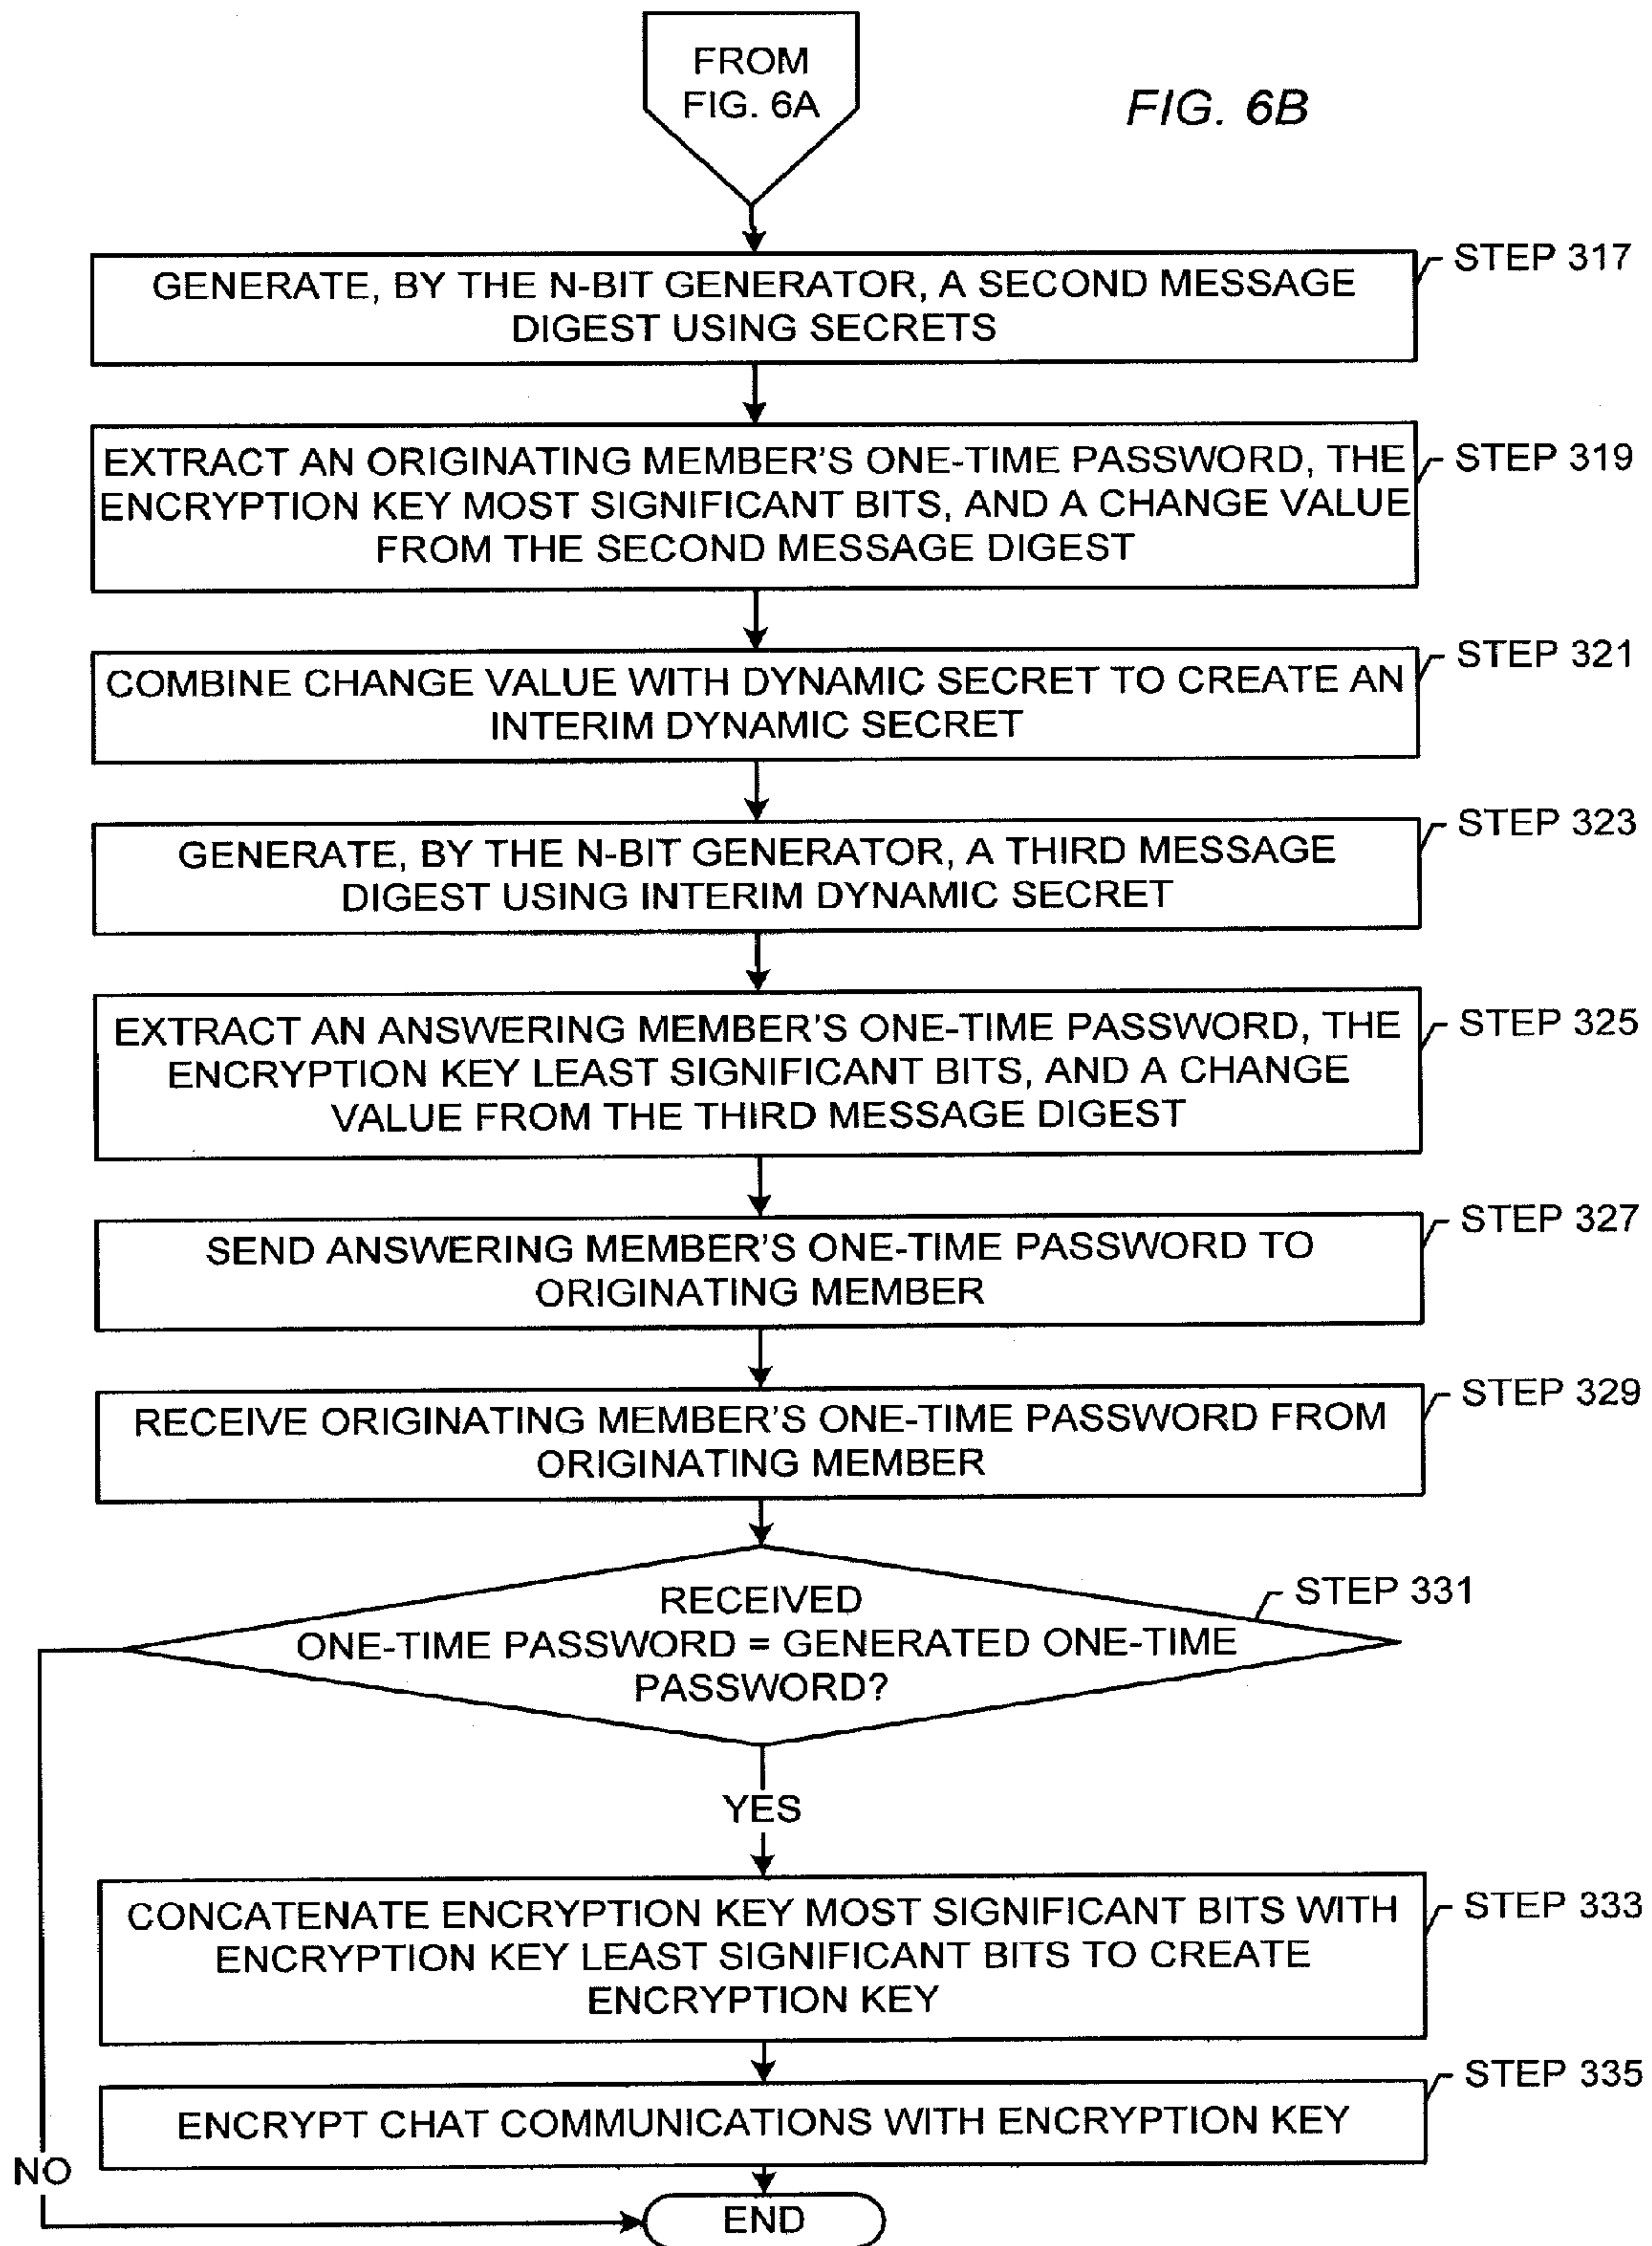 FROM
FIG. 6A
FIG. 6B
STEP 317
GENERATE, BY THE N-BIT GENERATOR, A SECOND MESSAGE
DIGEST USING SECRETS
STEP 319
EXTRACT AN ORIGINATING MEMBER'S ONE-TIME PASSWORD, THE
ENCRYPTION KEY MOST SIGNIFICANT BITS, AND A CHANGE VALUE
FROM THE SECOND MESSAGE DIGEST
STEP 321
COMBINE CHANGE VALUE WITH DYNAMIC SECRET TO CREATE AN
INTERIM DYNAMIC SECRET
STEP 323
GENERATE, BY THE N-BIT GENERATOR, A THIRD MESSAGE
DIGEST USING INTERIM DYNAMIC SECRET
STEP 325
EXTRACT AN ANSWERING MEMBER'S ONE-TIME PASSWORD, THE
ENCRYPTION KEY LEAST SIGNIFICANT BITS, AND A CHANGE
VALUE FROM THE THIRD MESSAGE DIGEST
STEP 327
SEND ANSWERING MEMBER'S ONE-TIME PASSWORD TO
ORIGINATING MEMBER
STEP 329
RECEIVE ORIGINATING MEMBER'S ONE-TIME PASSWORD FROM
ORIGINATING MEMBER
STEP 331
RECEIVED
ONE-TIME PASSWORD = GENERATED ONE-TIME
PASSWORD?
YES
STEP 333
CONCATENATE ENCRYPTION KEY MOST SIGNIFICANT BITS WITH
ENCRYPTION KEY LEAST SIGNIFICANT BITS TO CREATE
ENCRYPTION KEY
STEP 335
ENCRYPT CHAT COMMUNICATIONS WITH ENCRYPTION KEY
NO
END